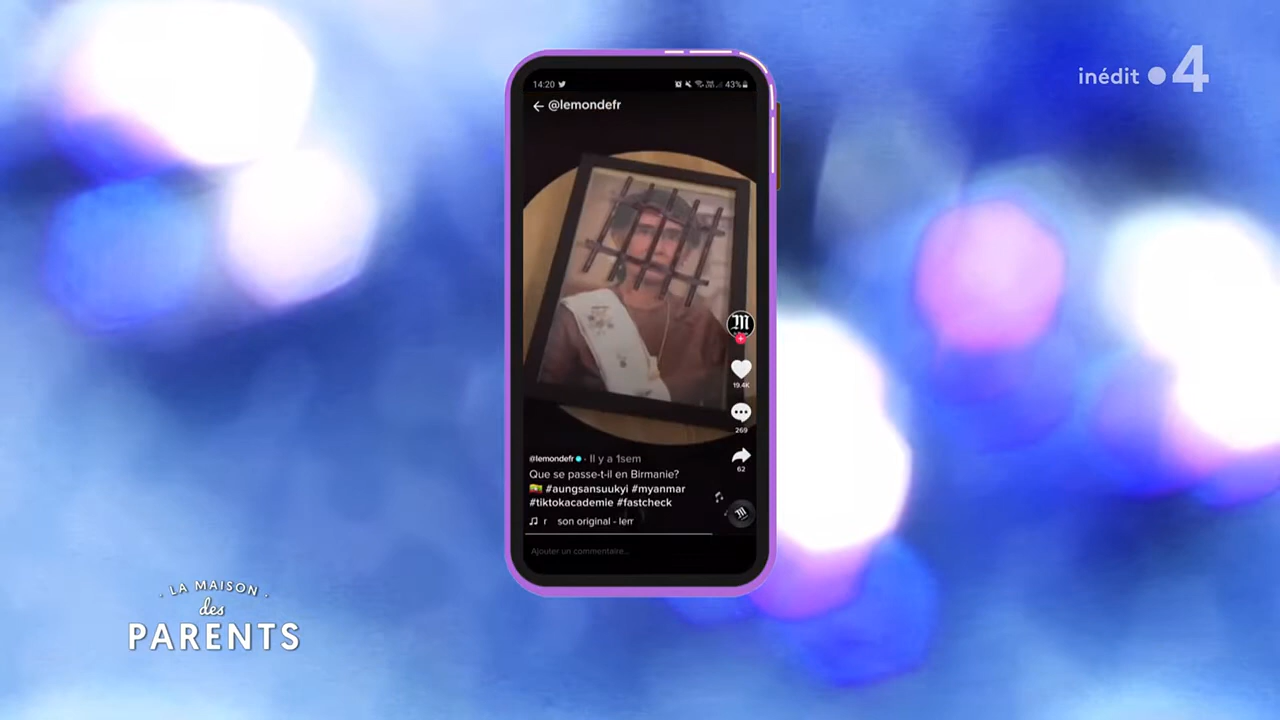 inédit 4
14:20 43%
@lemondefr
19.4K
269
62
@lemondefr · Il y a 1sem
Que se passe-t-il en Birmanie?
#aungsansuukyi #myanmar
#tiktokacademie #fastcheck
r son original - lem
Ajouter un commentaire...
· LA MAISON ·
des
PARENTS